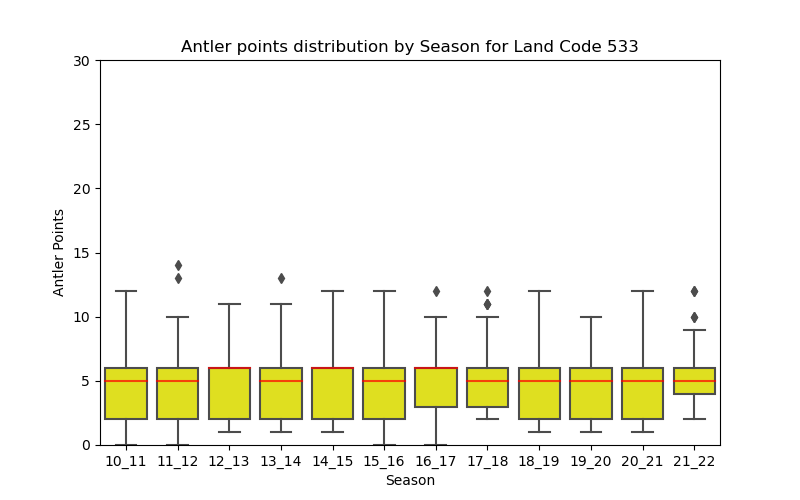 Antler points distribution by Season for Land Code 533
30
25
20
15
10
5
0
Antler Points
10_11 11_12 12_13 13_14 14_15 15_16 16_17 17_18 18_19 19_20 20_21 21_22
Season